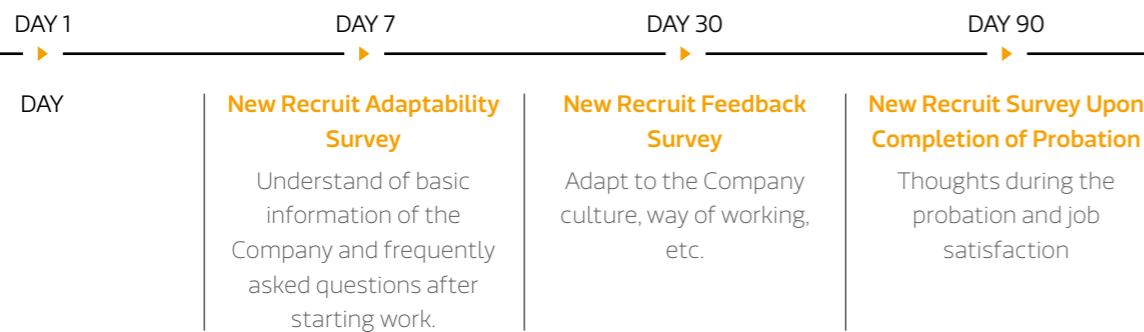 DAY 1
DAY 7
DAY 30
DAY 90
DAY
New Recruit Adaptability
Survey
Understand of basic
information of the
Company and frequently
asked questions after
starting work.
New Recruit Feedback
Survey
Adapt to the Company
culture, way of working,
etc.
New Recruit Survey Upon
Completion of Probation
Thoughts during the
probation and job
satisfaction